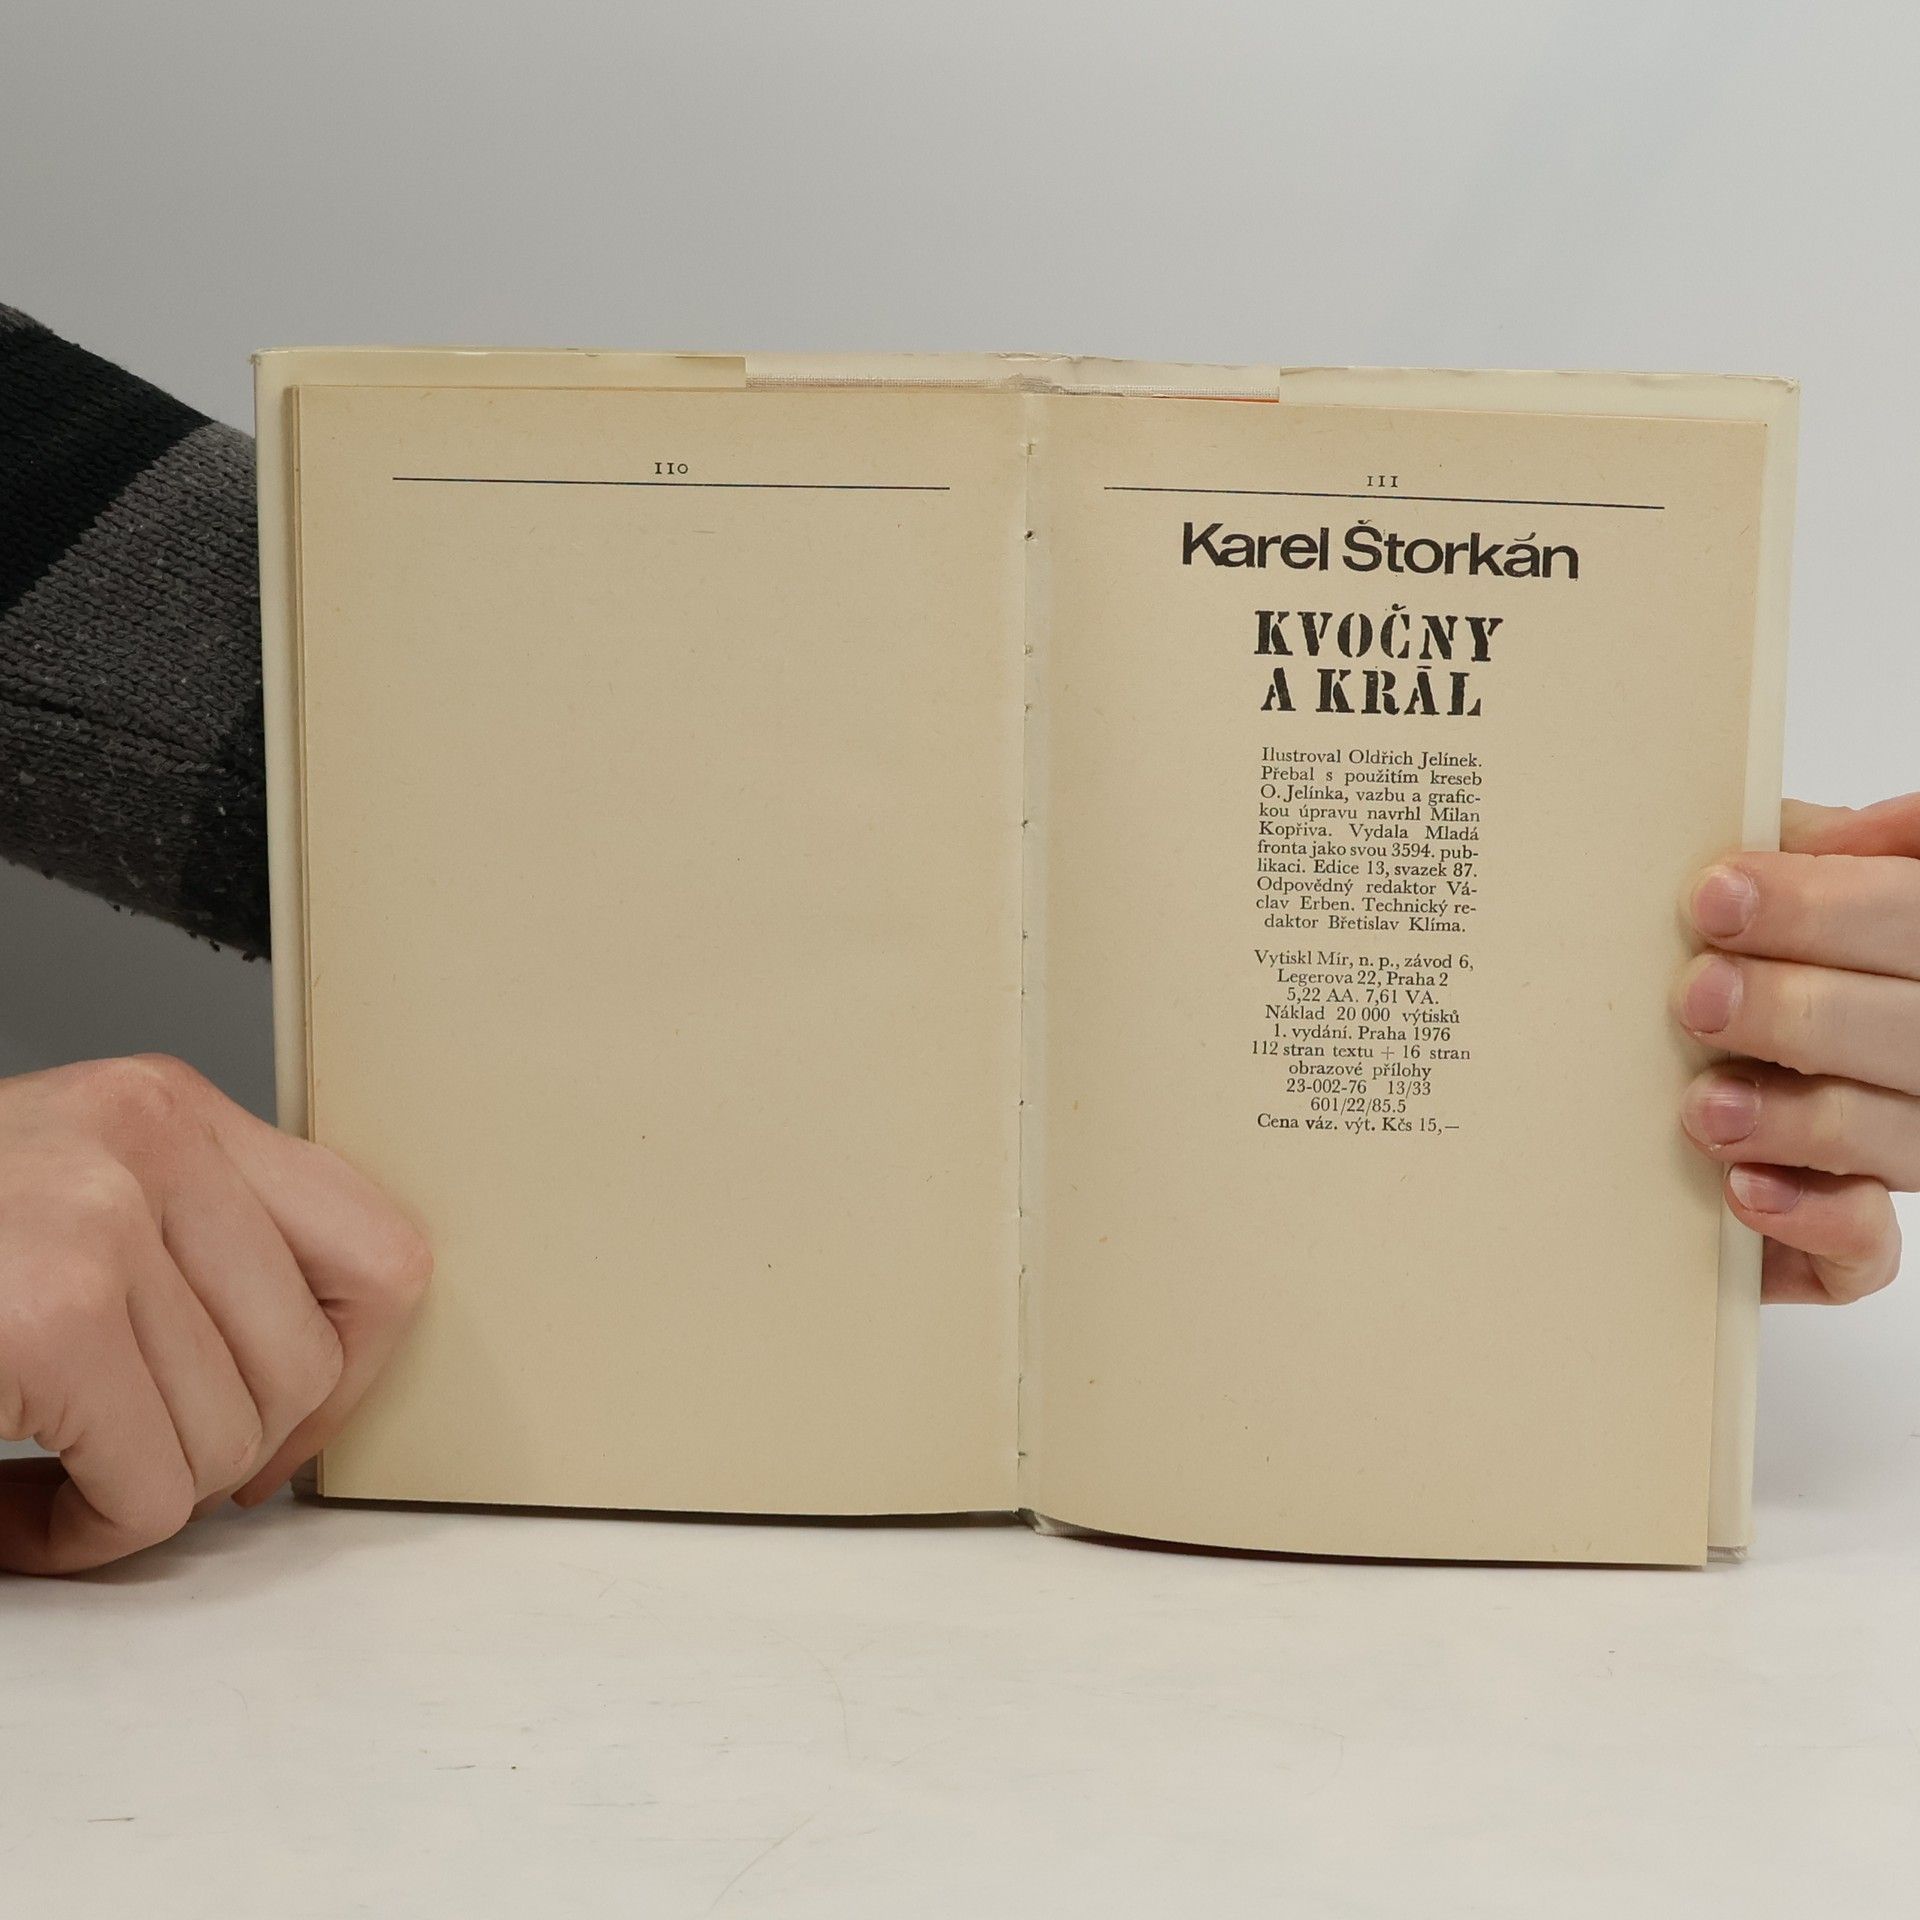 110
111
Karel Štorkán
KVOČNY
A KRÁL
Ilustroval Oldřich Jelínek.
Přebal s použitím kreseb
O. Jelínka, vazbu a grafic-
kou úpravu navrhl Milan
Kopřiva. Vydala Mladá
fronta jako svou 3594. pub-
likaci. Edice 13, svazek 87.
Odpovědný redaktor Vá-
clav Erben. Technický re-
daktor Břetislav Klíma.
Vytiskl Mír, n. p., závod 6,
Legerova 22, Praha 2
5,22 AA. 7,61 VA.
Náklad 20 000 výtisků
1. vydání. Praha 1976
112 stran textu + 16 stran
obrazové přílohy
23-002-76 13/33
601/22/85.5
Cena váz. výt. Kčs 15,—